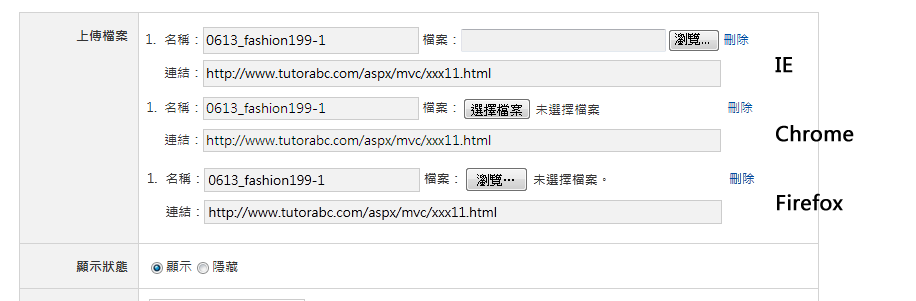 上傳檔案 1. 名稱： 0613_fashion199-1 檔案： 瀏覽... 刪除
連結： http://www.tutorabc.com/aspx/mvc/xxx11.html IE
1. 名稱： 0613_fashion199-1 檔案： 選擇檔案 未選擇檔案 刪除
連結： http://www.tutorabc.com/aspx/mvc/xxx11.html Chrome
1. 名稱： 0613_fashion199-1 檔案： 瀏覽… 未選擇檔案。 刪除
連結： http://www.tutorabc.com/aspx/mvc/xxx11.html Firefox
顯示狀態 顯示 隱藏